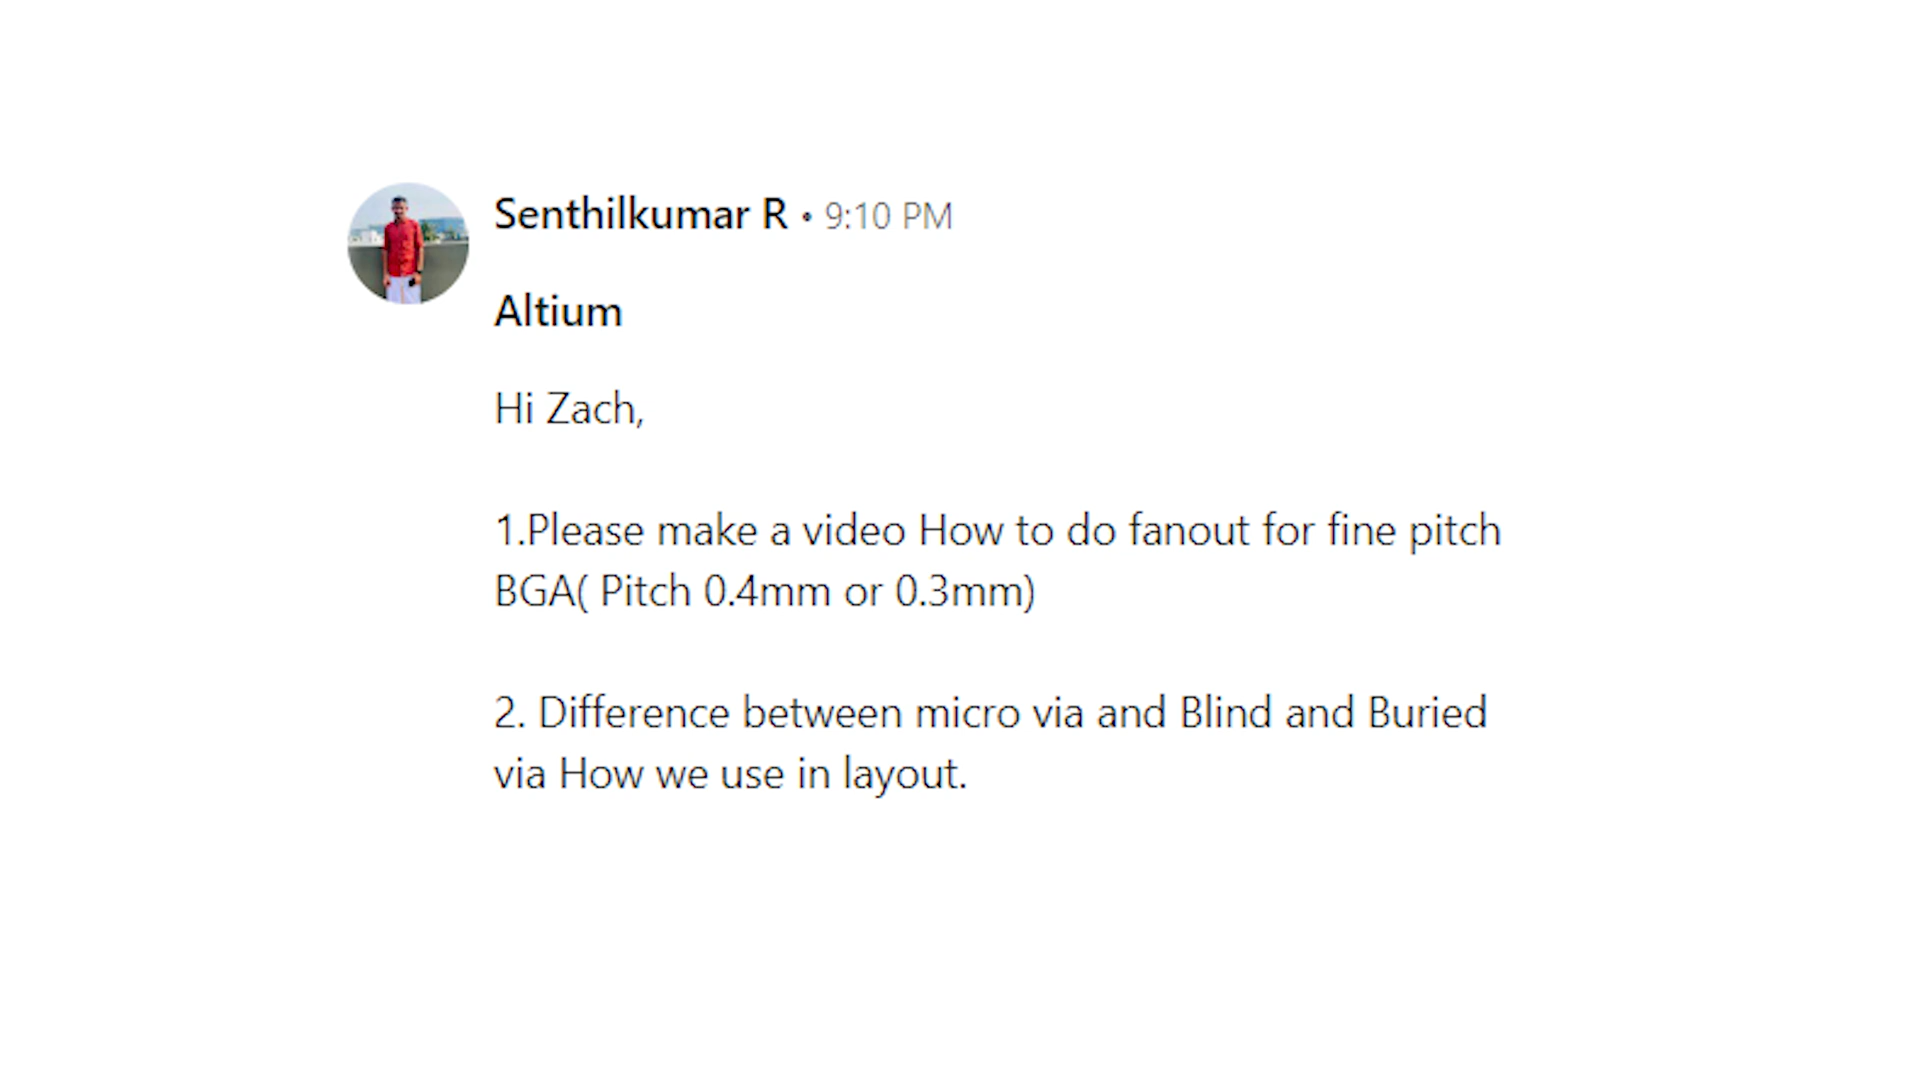 Senthilkumar R • 9:10 PM
Altium
Hi Zach,
1.Please make a video How to do fanout for fine pitch
BGA( Pitch 0.4mm or 0.3mm)
2. Difference between micro via and Blind and Buried
via How we use in layout.